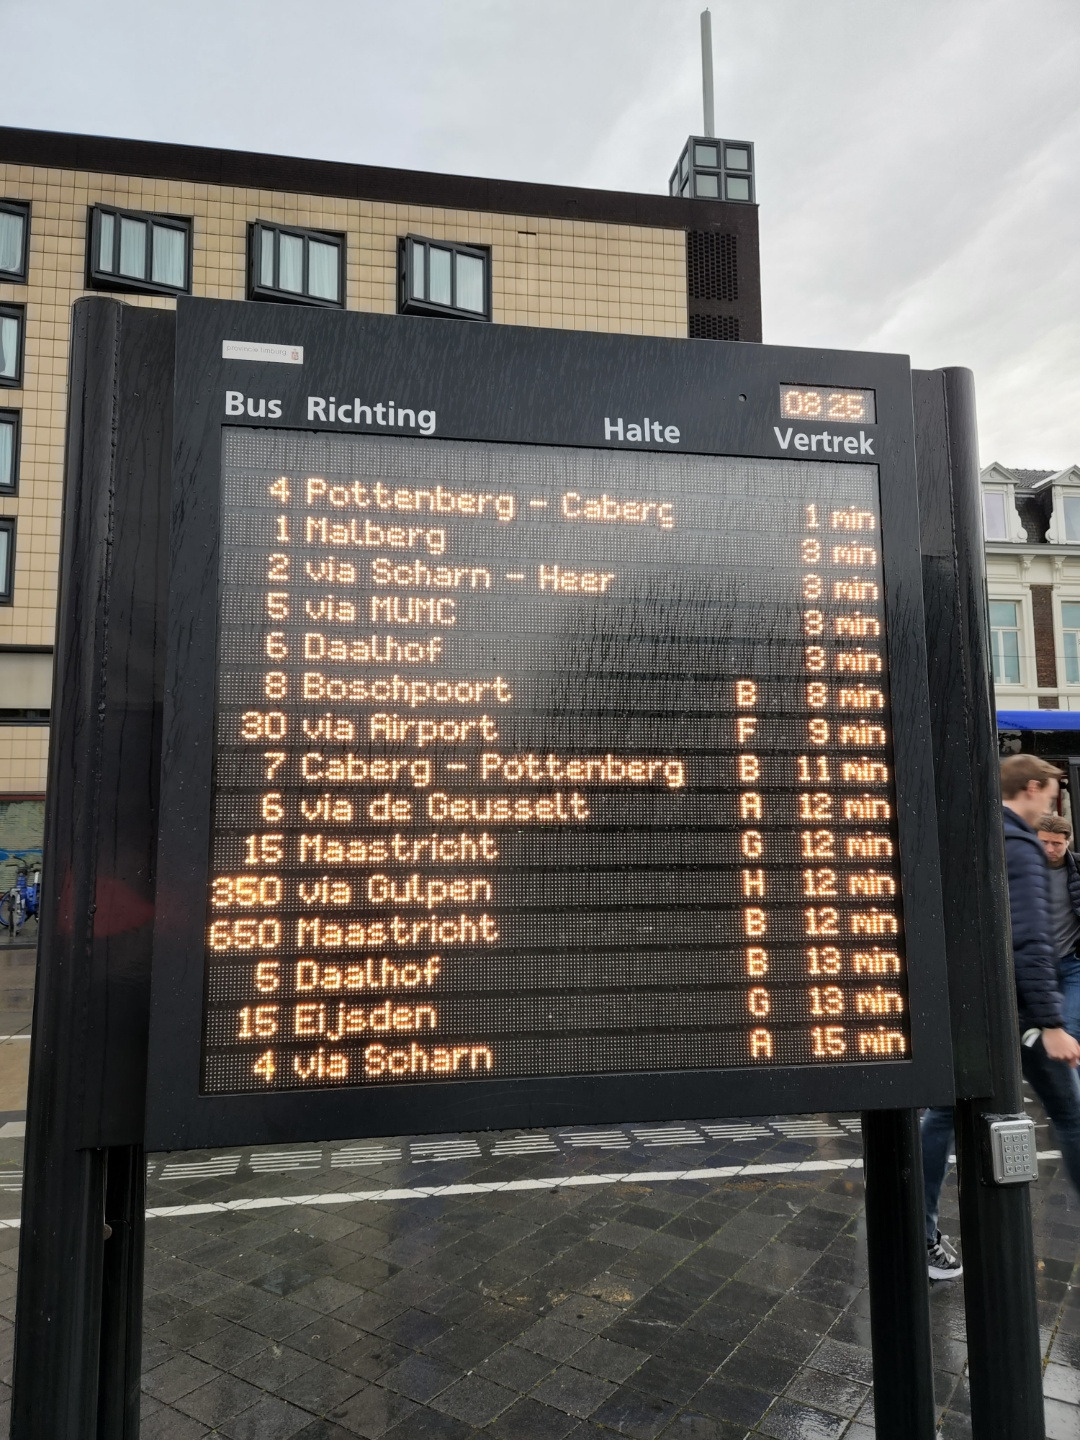 provincie limburg
08 25
Bus Richting Halte Vertrek
4 Pottenberg - Caberg 1 min
1 Malberg 3 min
2 via Scharn - Heer 3 min
5 via MUMC 3 min
6 Daalhof 3 min
8 Boschpoort B 8 min
30 via Airport F 9 min
7 Caberg - Pottenberg B 11 min
6 via de Geusselt A 12 min
15 Maastricht G 12 min
350 via Gulpen H 12 min
650 Maastricht B 12 min
5 Daalhof B 13 min
15 Eijsden G 13 min
4 via Scharn A 15 min